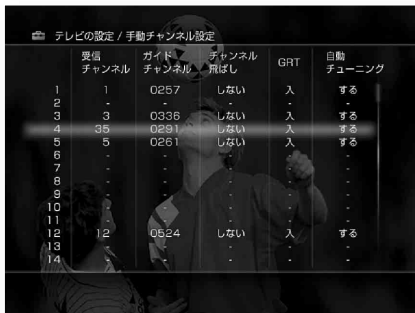 テレビの設定 / 手動チャンネル設定
受信 ガイド チャンネル GRT 自動
チャンネル チャンネル 飛ばし チューニング
1 1 0257 しない 入 する
2 - - - - -
3 3 0336 しない 入 する
4 35 0291 しない 入 する
5 5 0261 しない 入 する
6 - - - - -
7 - - - - -
8 - - - - -
9 - - - - -
10 - - - - -
11 - - - - -
12 12 0524 しない 入 する
13 - - - - -
14 - - - - -